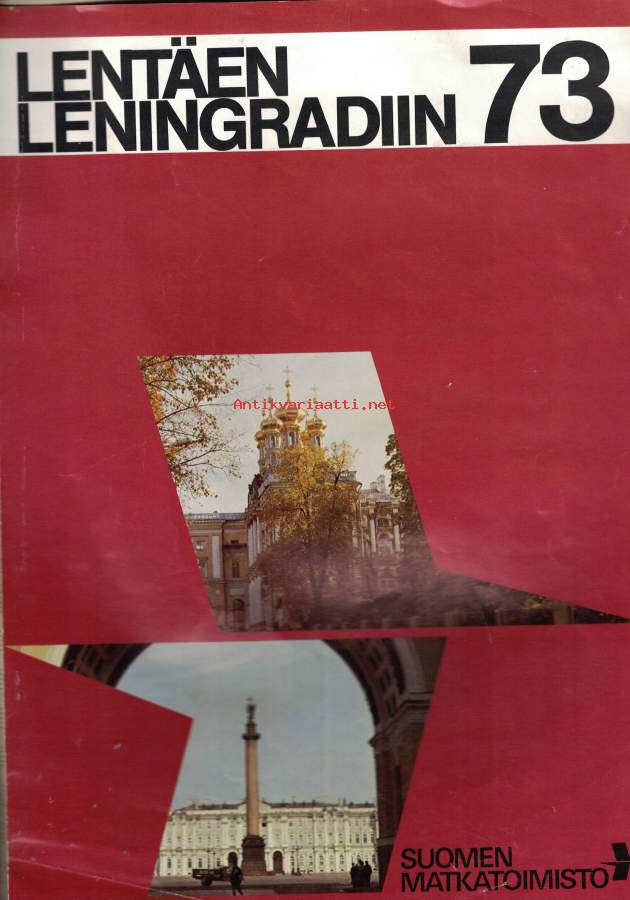 LENTÄEN
LENINGRADIIN 73
Antikvariaatti.net
SUOMEN
MATKATOIMISTO